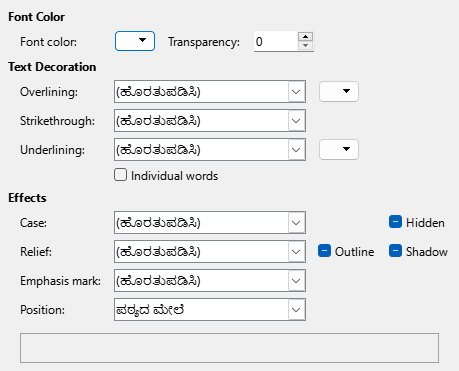 Font Color
Font color: Transparency: 0
Text Decoration
Overlining: (ಹೊರತುಪಡಿಸಿ)
Strikethrough: (ಹೊರತುಪಡಿಸಿ)
Underlining: (ಹೊರತುಪಡಿಸಿ)
Individual words
Effects
Case: (ಹೊರತುಪಡಿಸಿ) Hidden
Relief: (ಹೊರತುಪಡಿಸಿ) Outline Shadow
Emphasis mark: (ಹೊರತುಪಡಿಸಿ)
Position: ಪಠ್ಯದ ಮೇಲೆ